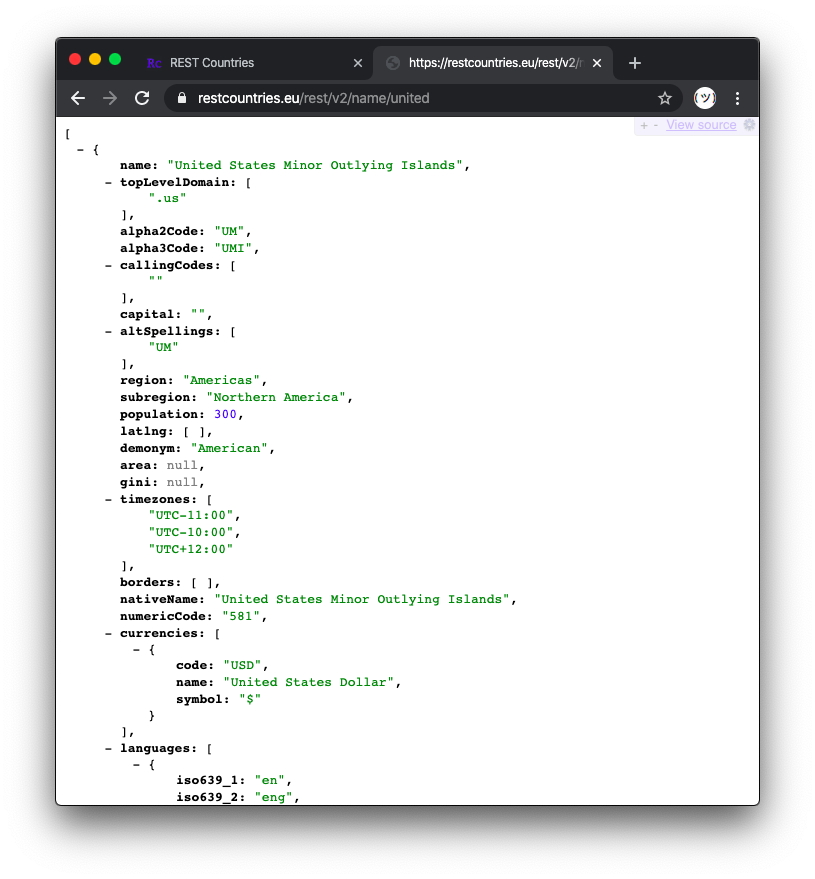 Rc REST Countries
https://restcountries.eu/rest/v2/r
restcountries.eu/rest/v2/name/united
+ - View source
[
- {
name: "United States Minor Outlying Islands",
- topLevelDomain: [
".us"
],
alpha2Code: "UM",
alpha3Code: "UMI",
- callingCodes: [
""
],
capital: "",
- altSpellings: [
"UM"
],
region: "Americas",
subregion: "Northern America",
population: 300,
latlng: [ ],
demonym: "American",
area: null,
gini: null,
- timezones: [
"UTC-11:00",
"UTC-10:00",
"UTC+12:00"
],
borders: [ ],
nativeName: "United States Minor Outlying Islands",
numericCode: "581",
- currencies: [
- {
code: "USD",
name: "United States Dollar",
symbol: "$"
}
],
- languages: [
- {
iso639_1: "en",
iso639_2: "eng",